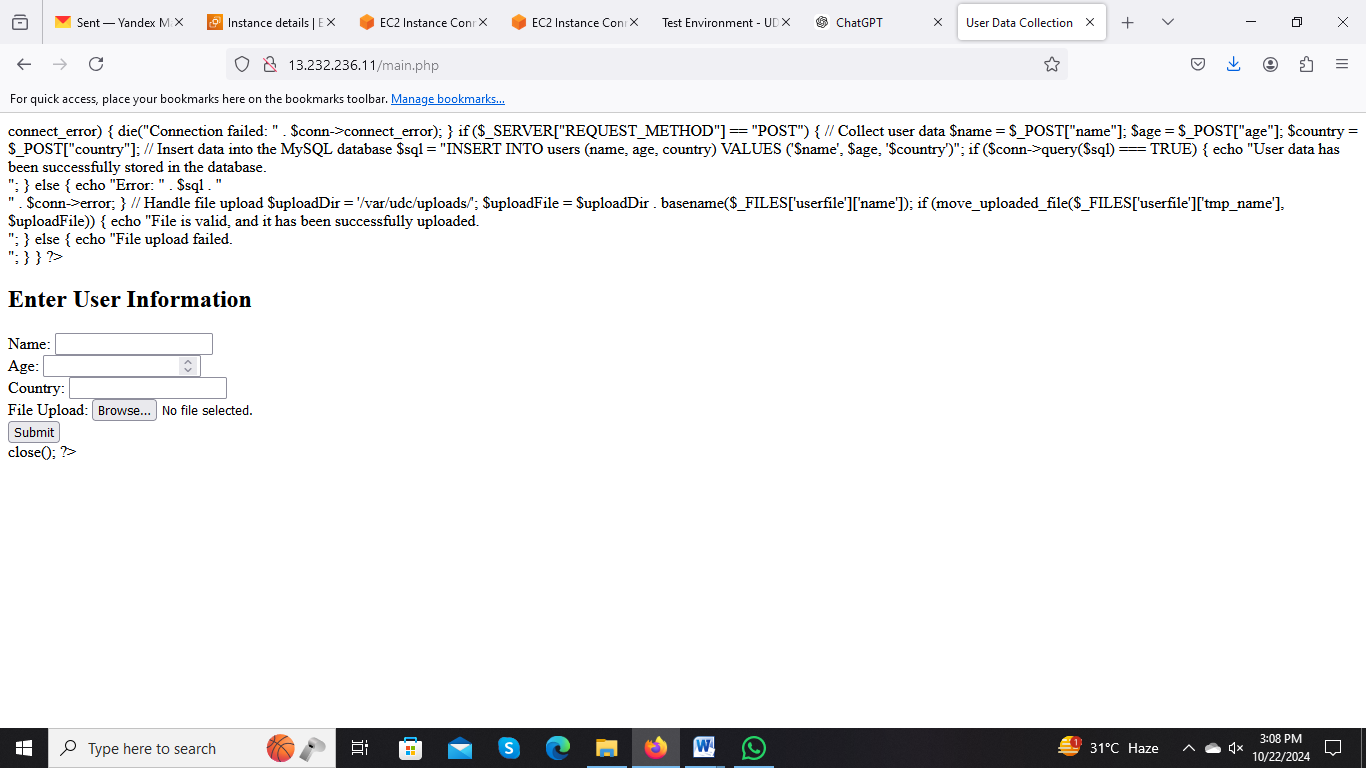 Sent — Yandex M
Instance details | E
EC2 Instance Con
EC2 Instance Con
Test Environment - UD
ChatGPT
User Data Collection
13.232.236.11/main.php
For quick access, place your bookmarks here on the bookmarks toolbar. Manage bookmarks...
connect_error) { die("Connection failed: " . $conn->connect_error); } if ($_SERVER["REQUEST_METHOD"] == "POST") { // Collect user data $name = $_POST["name"]; $age = $_POST["age"]; $country =
$_POST["country"]; // Insert data into the MySQL database $sql = "INSERT INTO users (name, age, country) VALUES ('$name', $age, '$country')"; if ($conn->query($sql) === TRUE) { echo "User data has
been successfully stored in the database.
"; } else { echo "Error: " . $sql . "
" . $conn->error; } // Handle file upload $uploadDir = '/var/udc/uploads/'; $uploadFile = $uploadDir . basename($_FILES['userfile']['name']); if (move_uploaded_file($_FILES['userfile']['tmp_name'],
$uploadFile)) { echo "File is valid, and it has been successfully uploaded.
"; } else { echo "File upload failed.
"; } } ?>
Enter User Information
Name:
Age:
Country:
File Upload: Browse... No file selected.
Submit
close(); ?>
Type here to search
1
31°C Haze
3:08 PM
10/22/2024